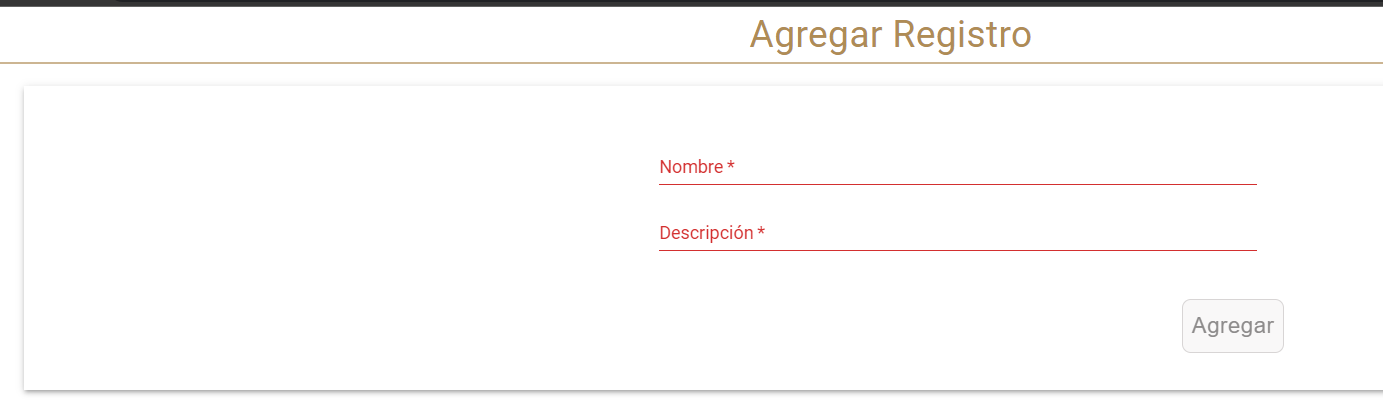 Agregar Registro
Nombre *
Descripción *
Agregar